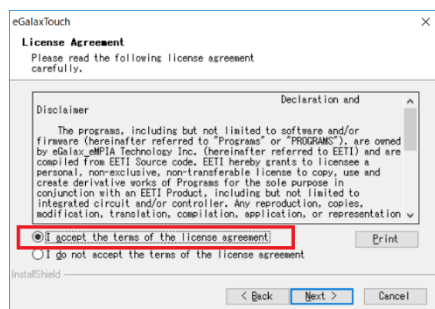 eGalaxTouch
License Agreement
Please read the following license agreement
carefully.
Declaration and
Disclaimer
The programs, including but not limited to software and/or
firmware (hereinafter referred to "Programs" or "PROGRAMS"), are owned
by eGalax_eMPIA Technology Inc. (hereinafter referred to EETI) and are
compiled from EETI Source code. EETI hereby grants to licensee a
personal, non-exclusive, non-transferable license to copy, use and
create derivative works of Programs for the sole purpose in
conjunction with an EETI Product, including but not limited to
integrated circuit and/or controller. Any reproduction, copies,
modification, translation, compilation, application, or representation
I accept the terms of the license agreement
Print
I do not accept the terms of the license agreement
InstallShield
< Back
Next >
Cancel